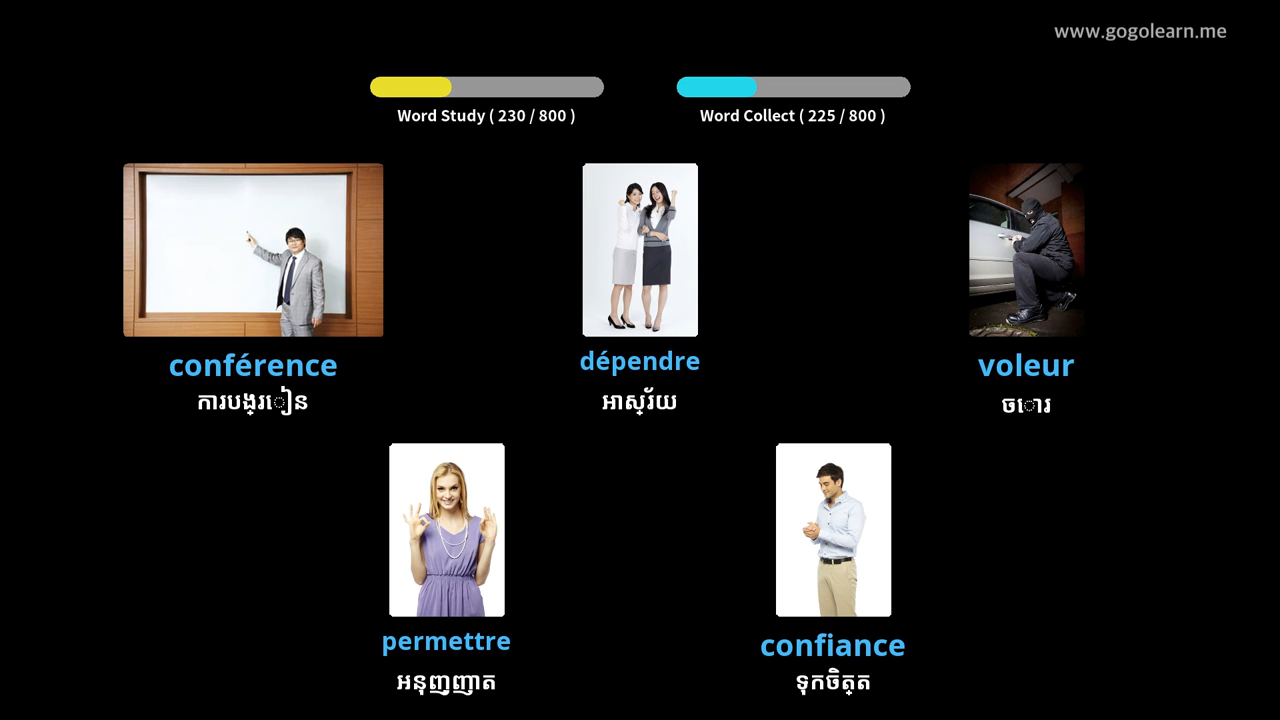 www.gogolearn.me
Word Study ( 230 / 800 )
Word Collect ( 225 / 800 )
conférence
ការបង្រៀន
dépendre
អាស្រ័យ
voleur
ចោរ
permettre
អនុញ្ញាត
confiance
ទុកចិត្ត